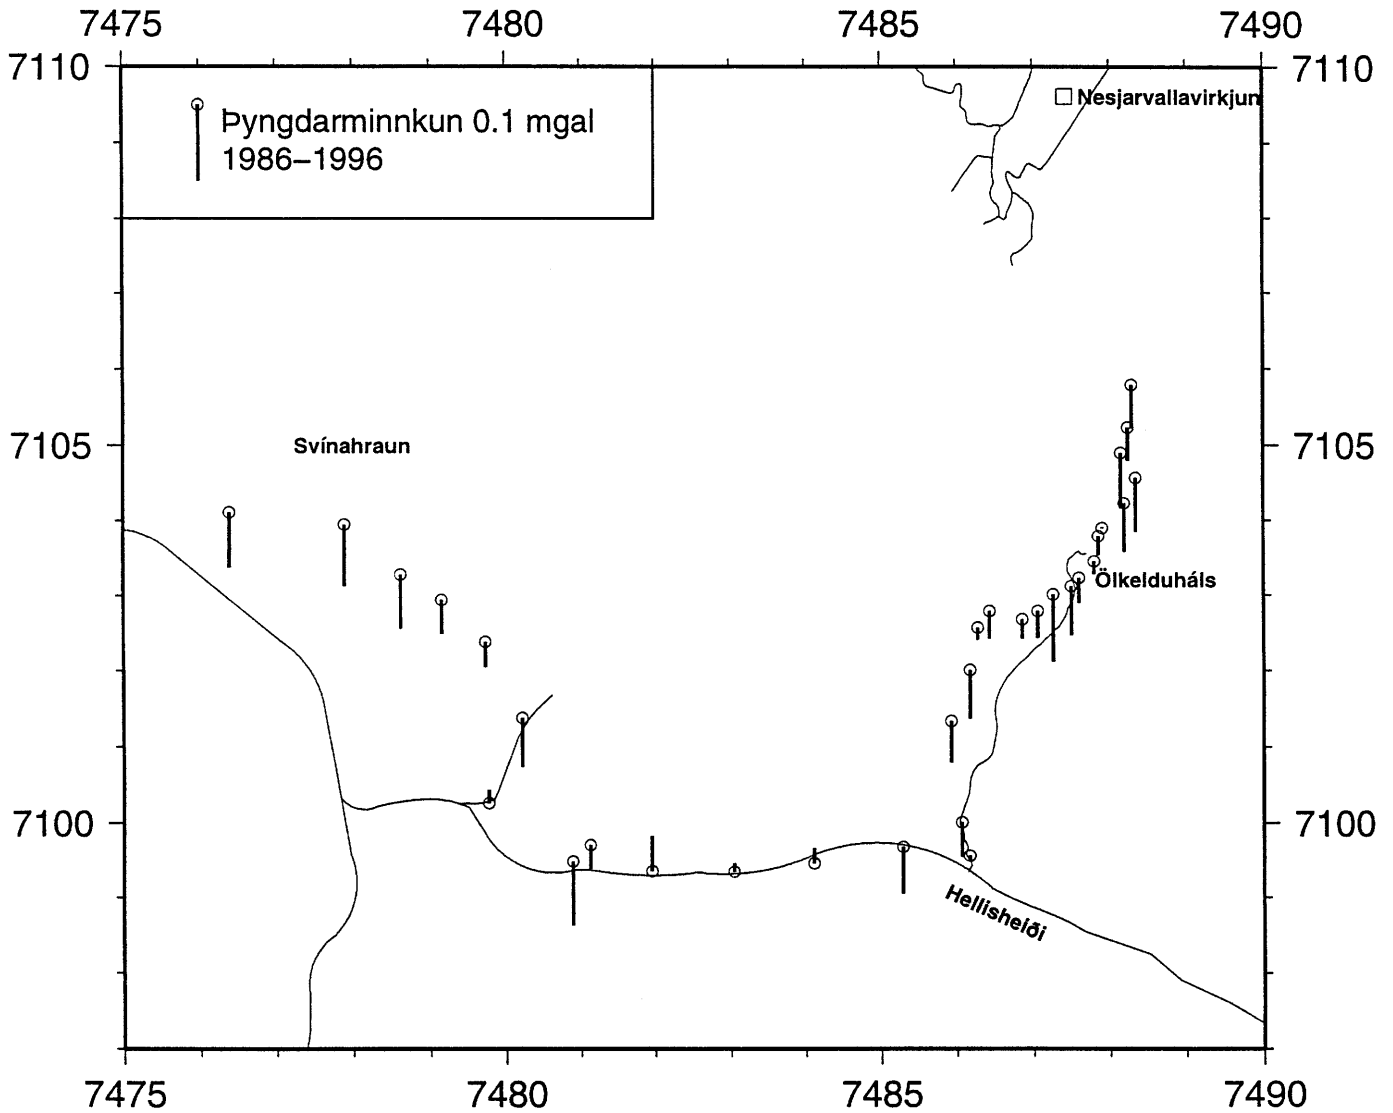 7475 7480 7485 7490
7110 7110
Nesjarvallavirkjun
Þyngdarminnkun 0.1 mgal
1986–1996
7105 7105
Svínahraun
Ölkelduháls
7100 7100
Hellisheiði
7475 7480 7485 7490